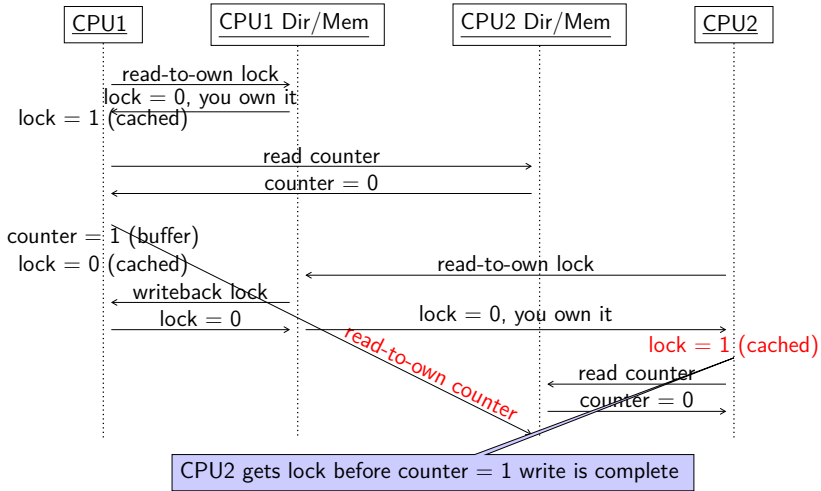 CPU1
CPU1 Dir/Mem
CPU2 Dir/Mem
CPU2
read-to-own lock
lock = 0, you own it
lock = 1 (cached)
read counter
counter = 0
counter = 1 (buffer)
lock = 0 (cached)
read-to-own lock
writeback lock
lock = 0
lock = 0, you own it
read-to-own counter
lock = 1 (cached)
read counter
counter = 0
CPU2 gets lock before counter = 1 write is complete